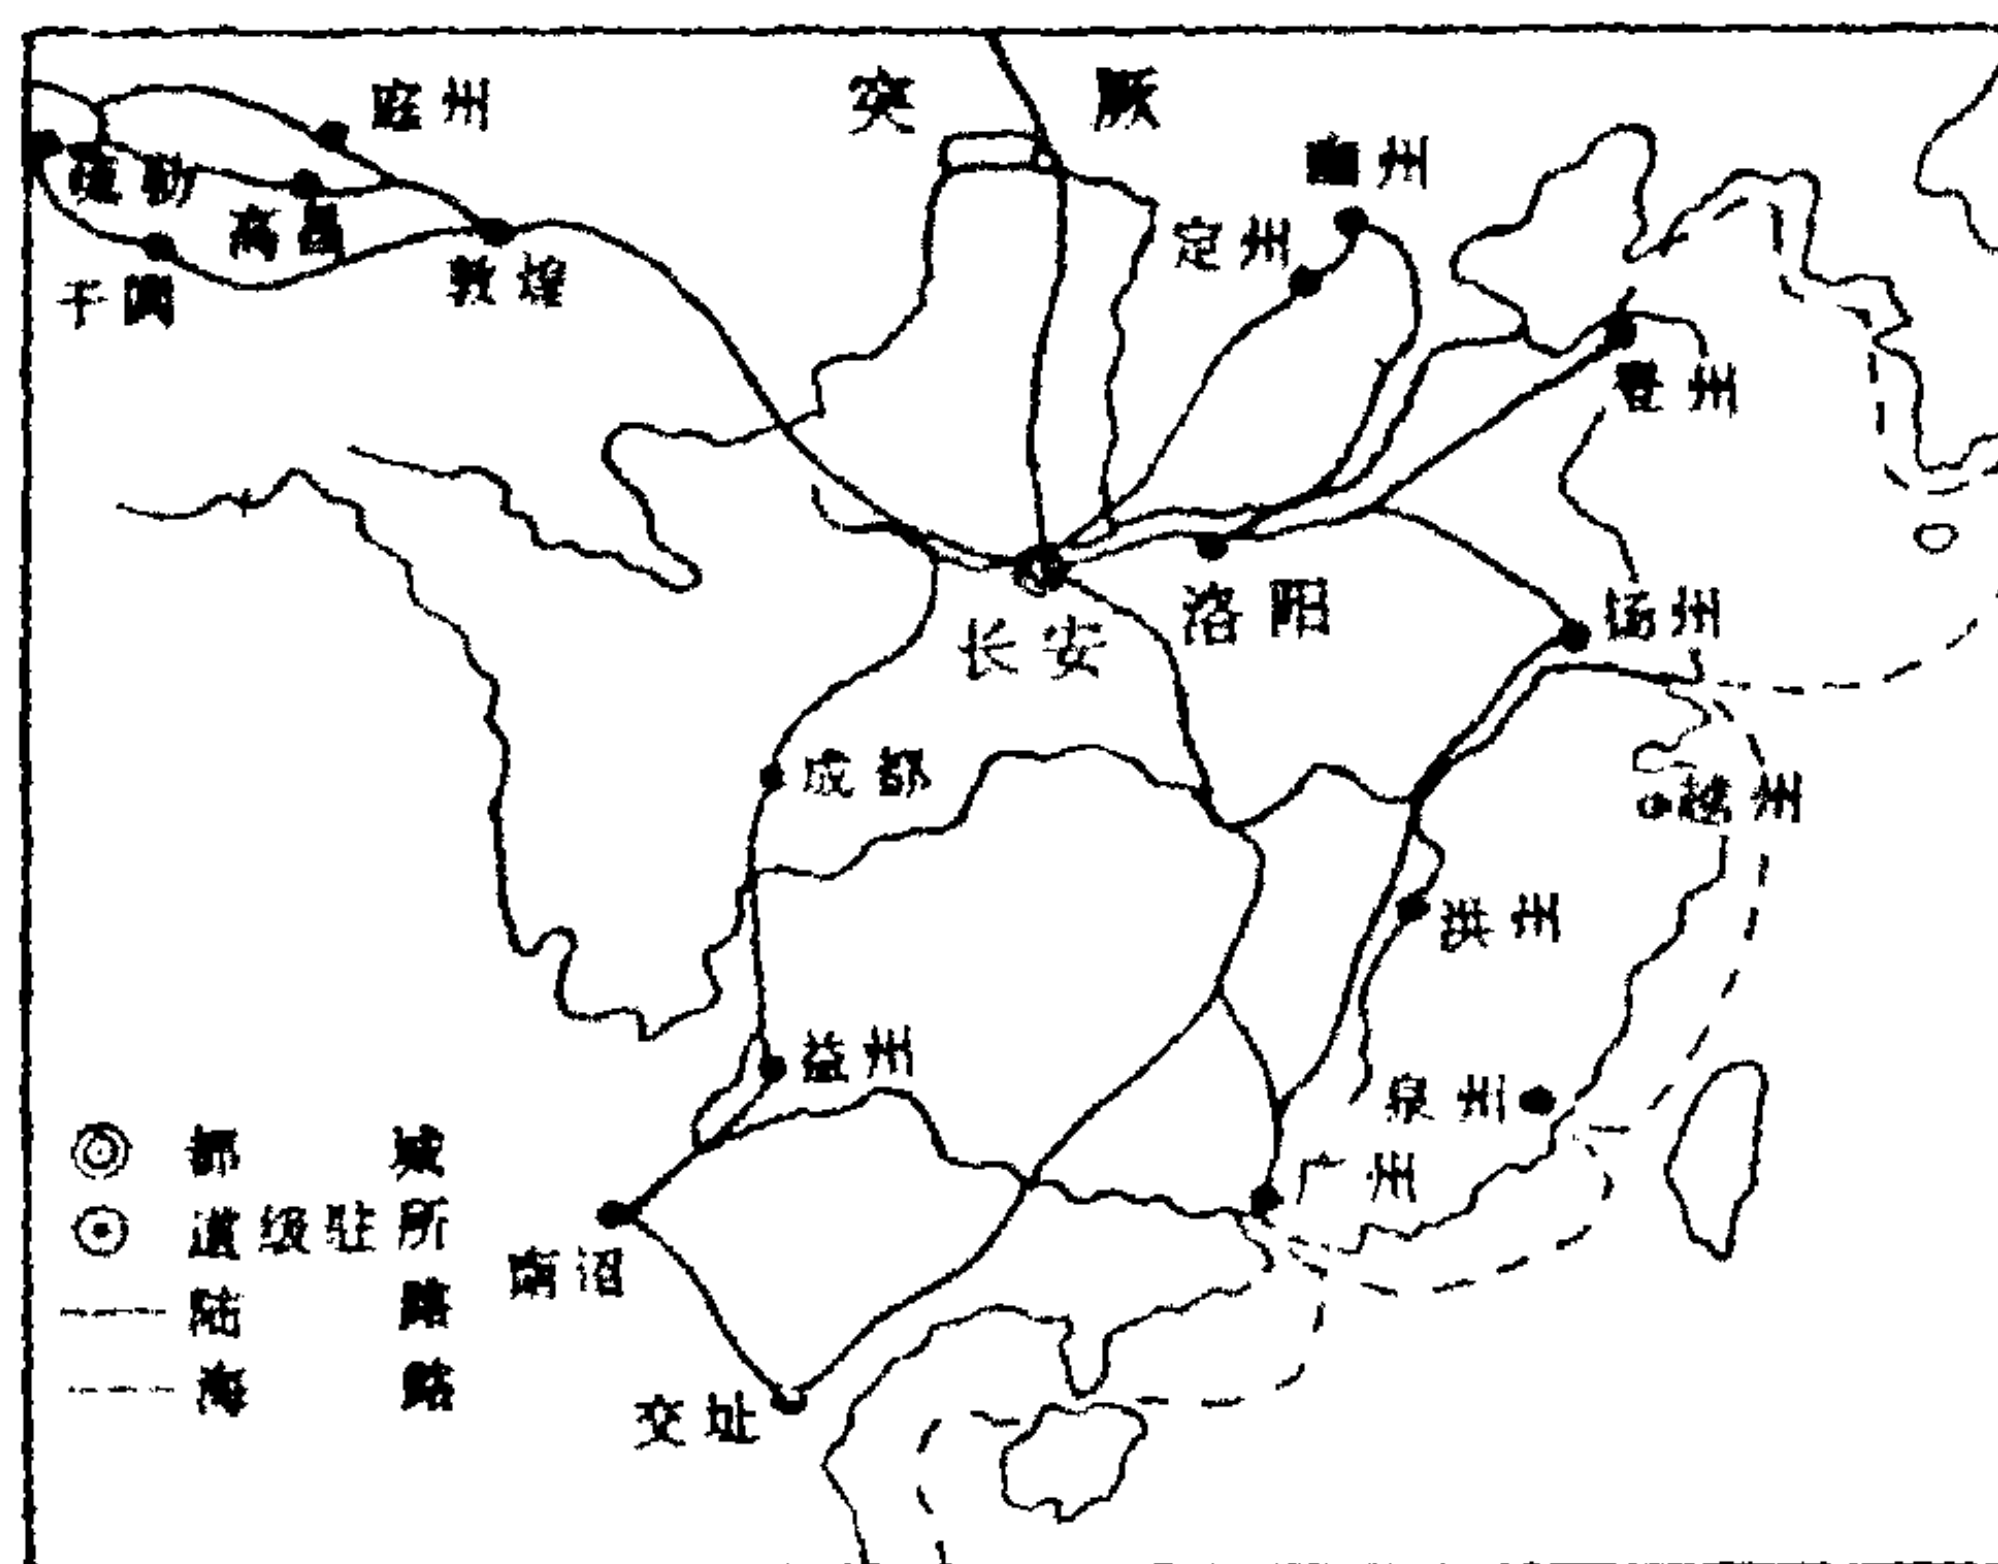 突厥
庭州
疏勒
高昌
于阗
敦煌
幽州
定州
登州
洛阳
长安
扬州
成都
越州
洪州
益州
泉州
广州
南诏
交址
都城
道级驻所
陆路
海路